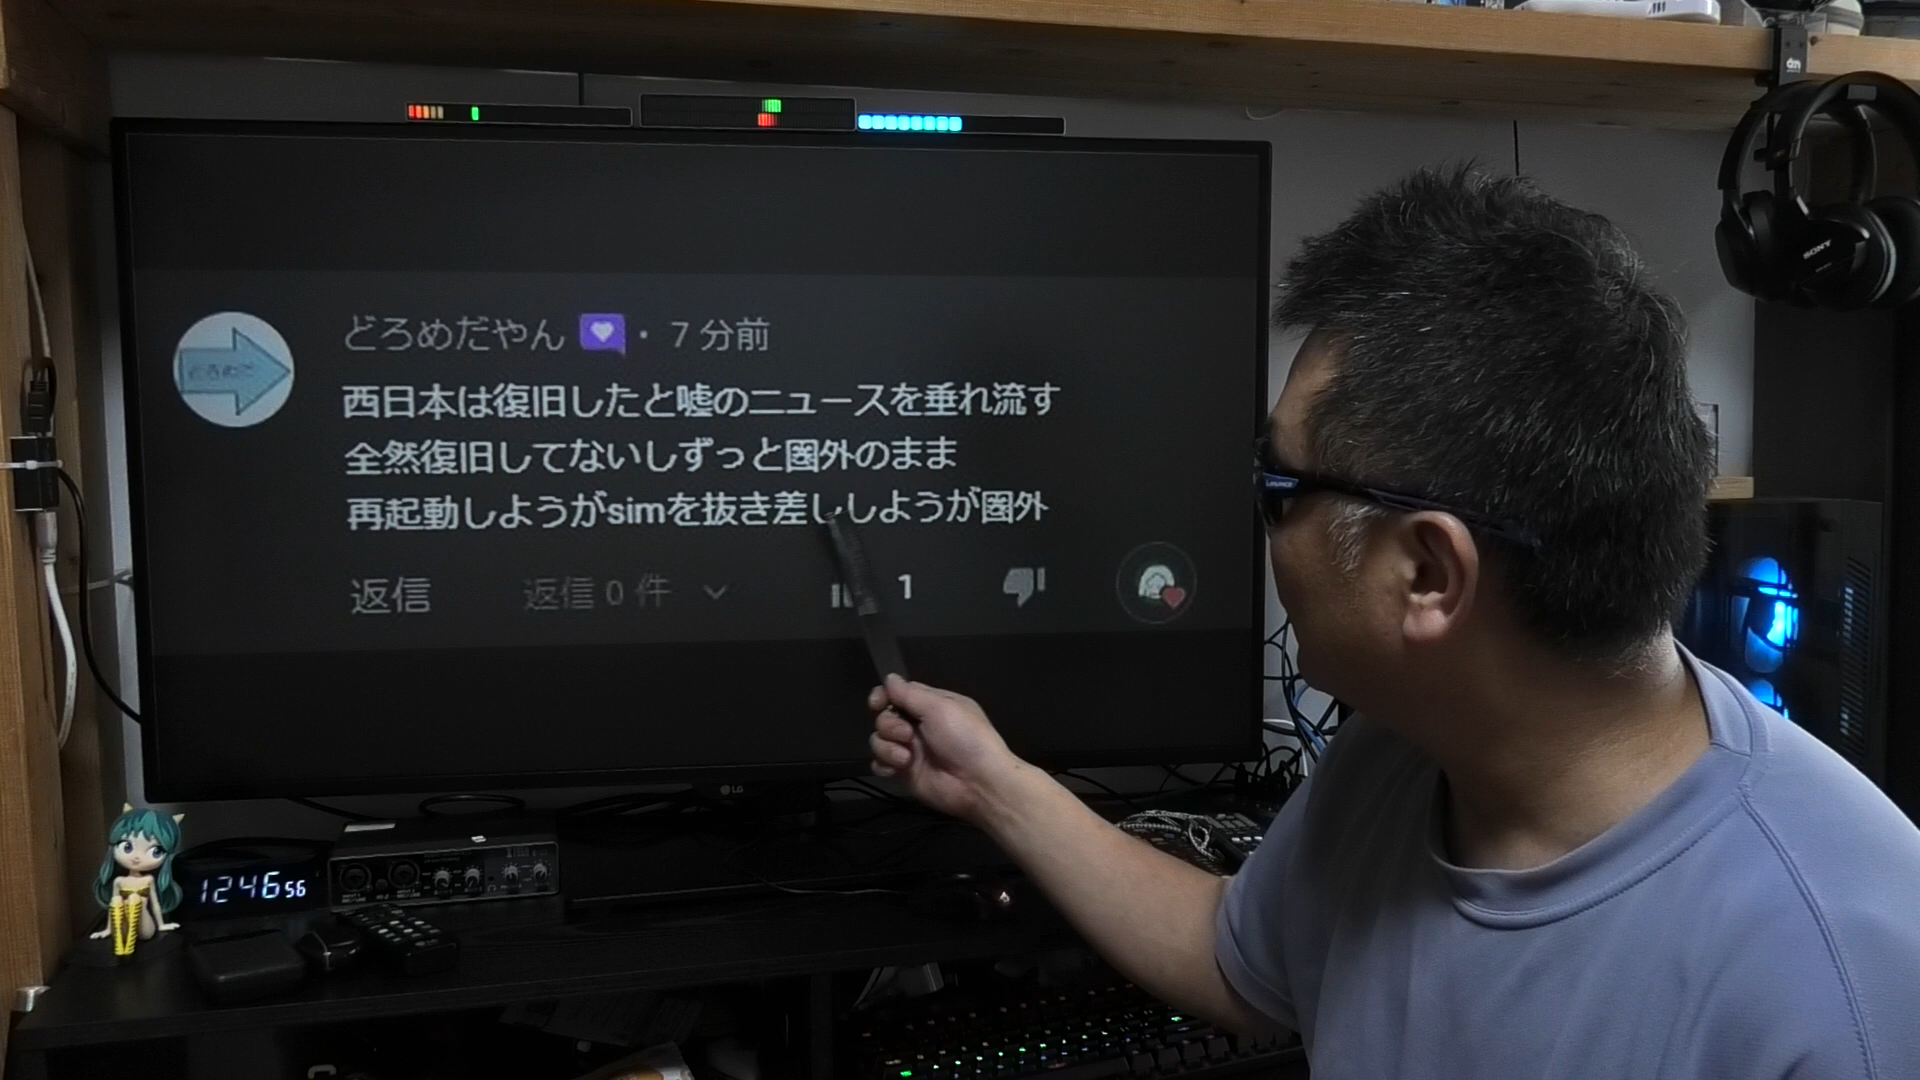 どろめだやん ・ 7 分前
西日本は復旧したと嘘のニュースを垂れ流す
全然復旧してないしずっと圏外のまま
再起動しようがsimを抜き差ししようが圏外
返信 返信 0 件 1
LG
SONY
124656